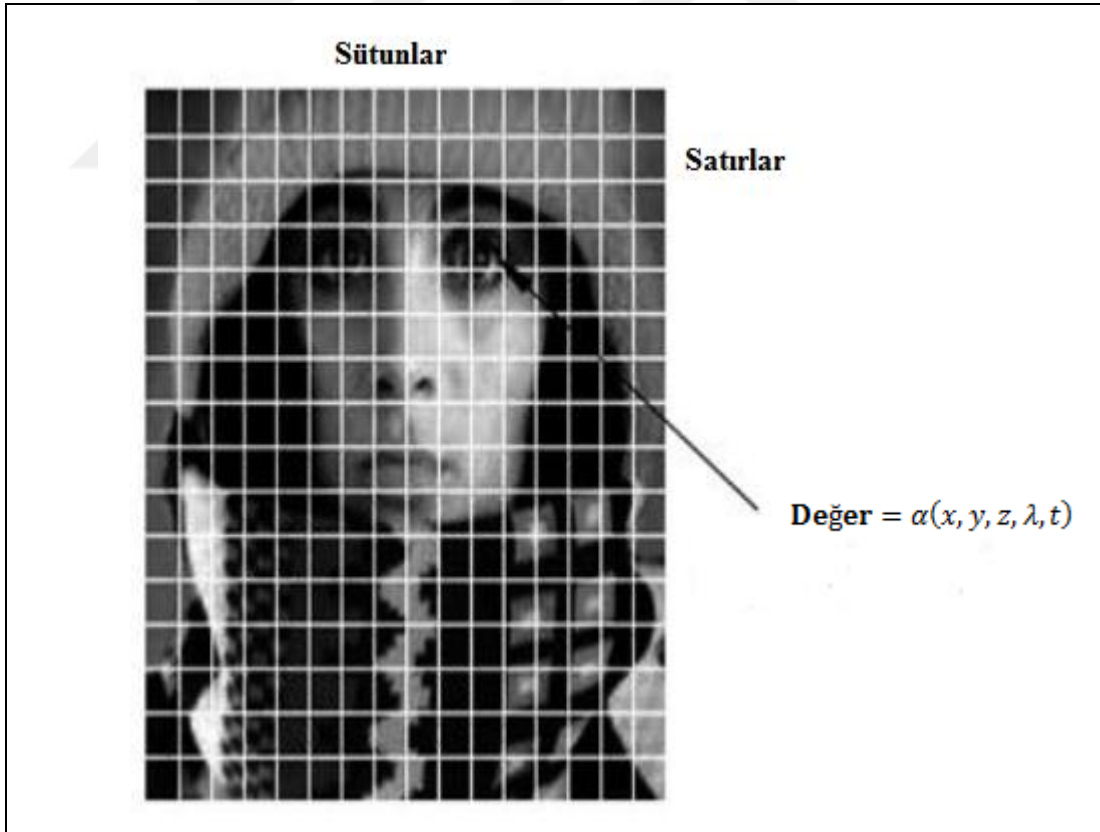 Sütunlar
Satırlar
Değer = α(x, y, z, λ, t)